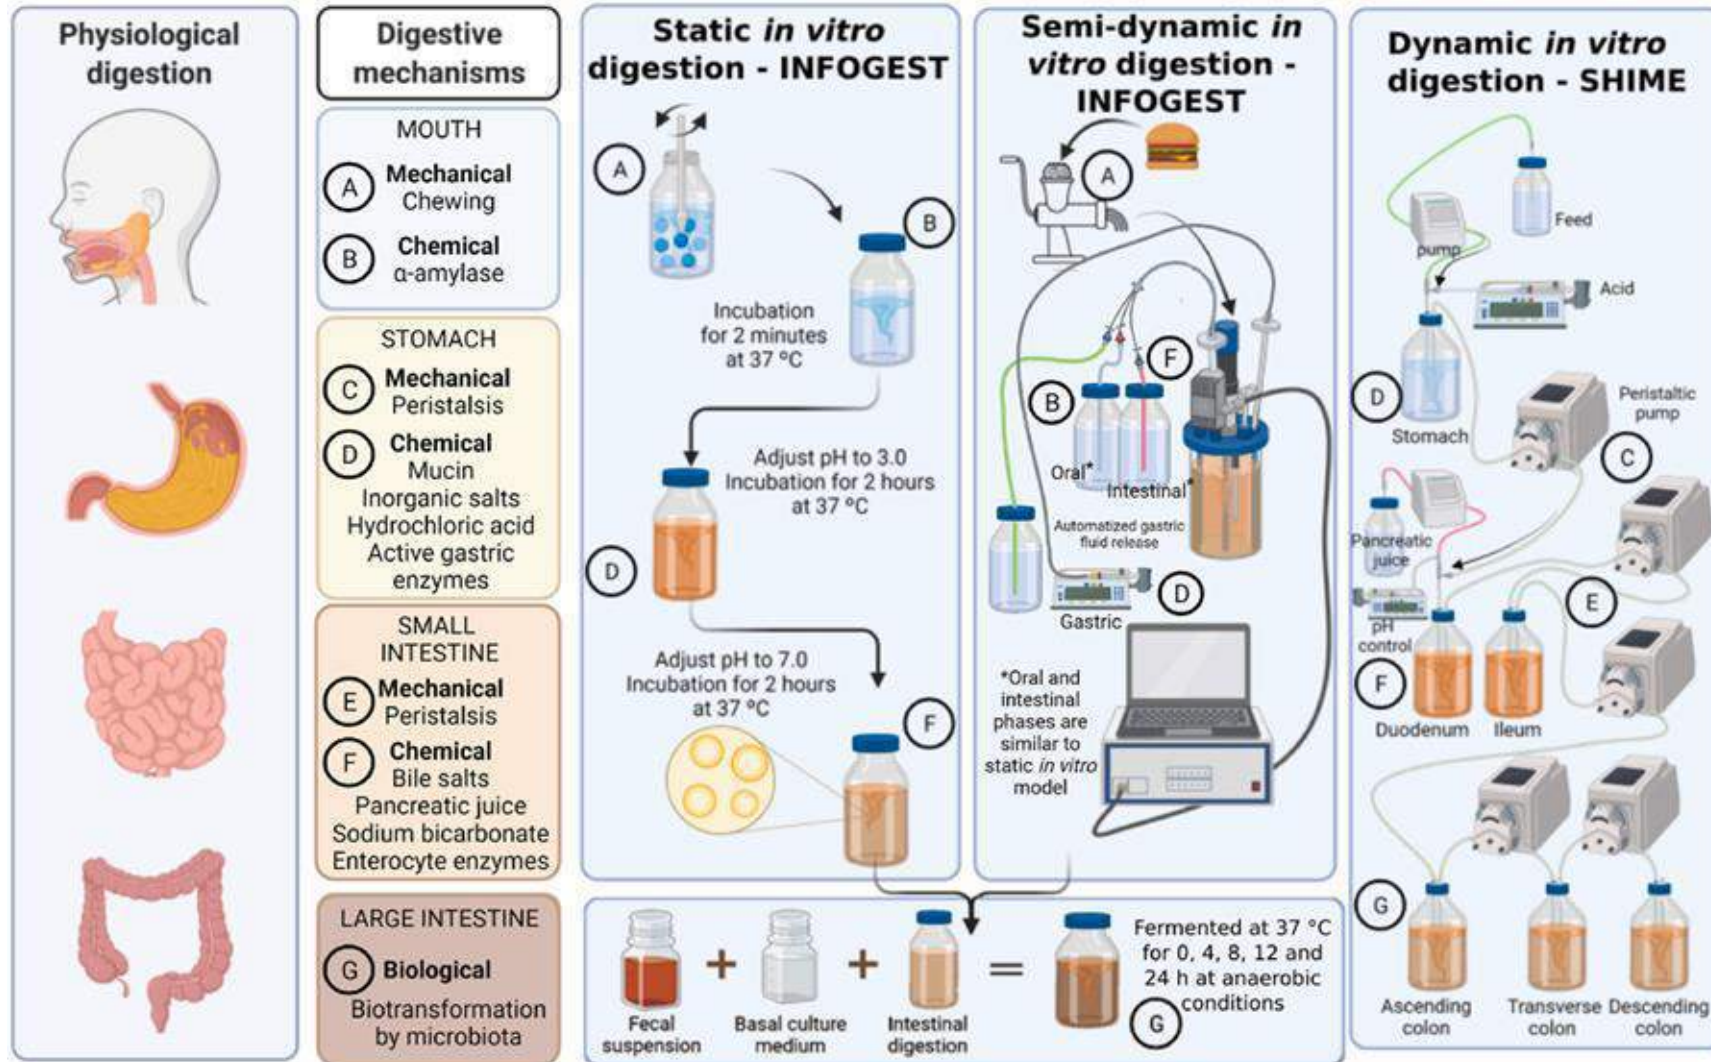 Physiological
digestion
Digestive
mechanisms
MOUTH
A
Mechanical
Chewing
B
Chemical
α-amylase
STOMACH
C
Mechanical
Peristalsis
D
Chemical
Mucin
Inorganic salts
Hydrochloric acid
Active gastric
enzymes
SMALL
INTESTINE
E
Mechanical
Peristalsis
F
Chemical
Bile salts
Pancreatic juice
Sodium bicarbonate
Enterocyte enzymes
LARGE INTESTINE
G
Biological
Biotransformation
by microbiota
Static in vitro
digestion - INFOGEST
A
B
Incubation
for 2 minutes
at 37 ºC
Adjust pH to 3.0
Incubation for 2 hours
at 37 ºC
D
Adjust pH to 7.0
Incubation for 2 hours
at 37 ºC
F
Semi-dynamic in
vitro digestion -
INFOGEST
A
F
B
Oral*
Intestinal*
Automatized gastric
fluid release
D
Gastric
*Oral and
intestinal
phases are
similar to
static in vitro
model
Fecal
suspension
+
Basal culture
medium
+
Intestinal
digestion
=
Fermented at 37 °C
for 0, 4, 8, 12 and
24 h at anaerobic
conditions
G
Dynamic in vitro
digestion - SHIME
Feed
pump
Acid
D
Stomach
Peristaltic
pump
C
Pancreatic
juice
E
pH
control
F
Duodenum
Ileum
G
Ascending
colon
Transverse
colon
Descending
colon